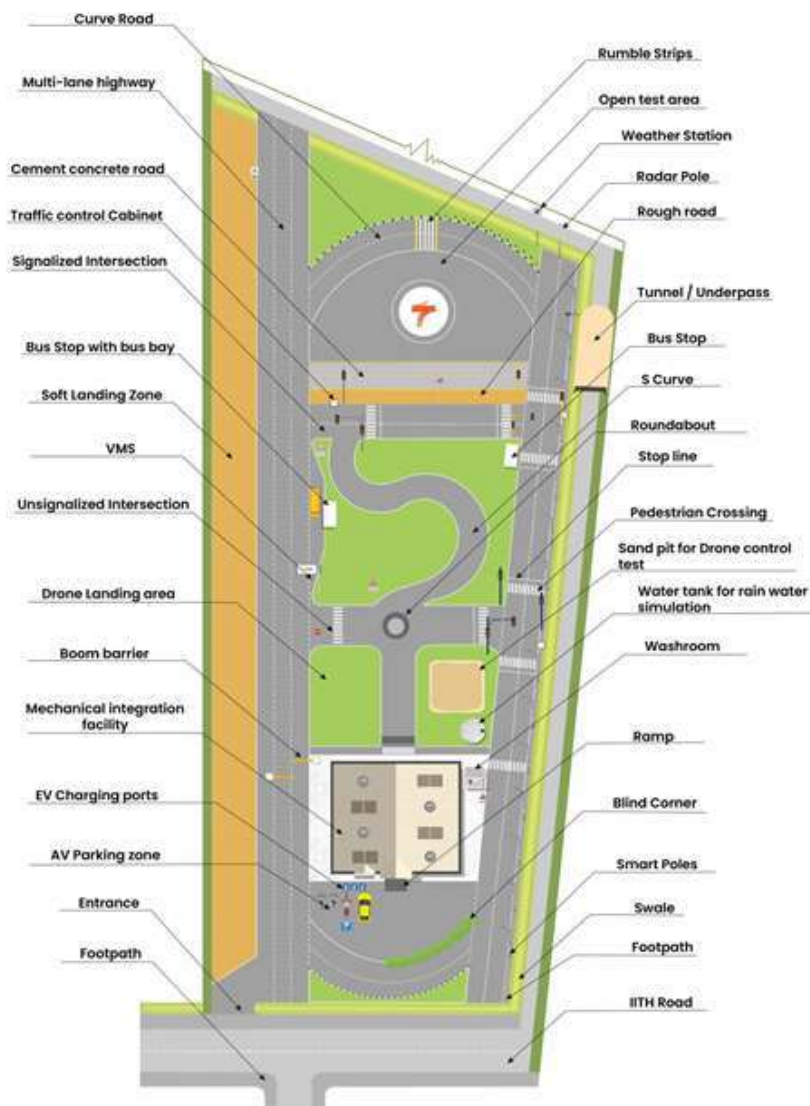 Curve Road
Multi-lane highway
Cement concrete road
Traffic control Cabinet
Signalized Intersection
Bus Stop with bus bay
Soft Landing Zone
VMS
Unsignalized Intersection
Drone Landing area
Boom barrier
Mechanical integration
facility
EV Charging ports
AV Parking zone
Entrance
Footpath
Rumble Strips
Open test area
Weather Station
Radar Pole
Rough road
Tunnel / Underpass
Bus Stop
S Curve
Roundabout
Stop line
Pedestrian Crossing
Sand pit for Drone control
test
Water tank for rain water
simulation
Washroom
Ramp
Blind Corner
Smart Poles
Swale
Footpath
IITH Road